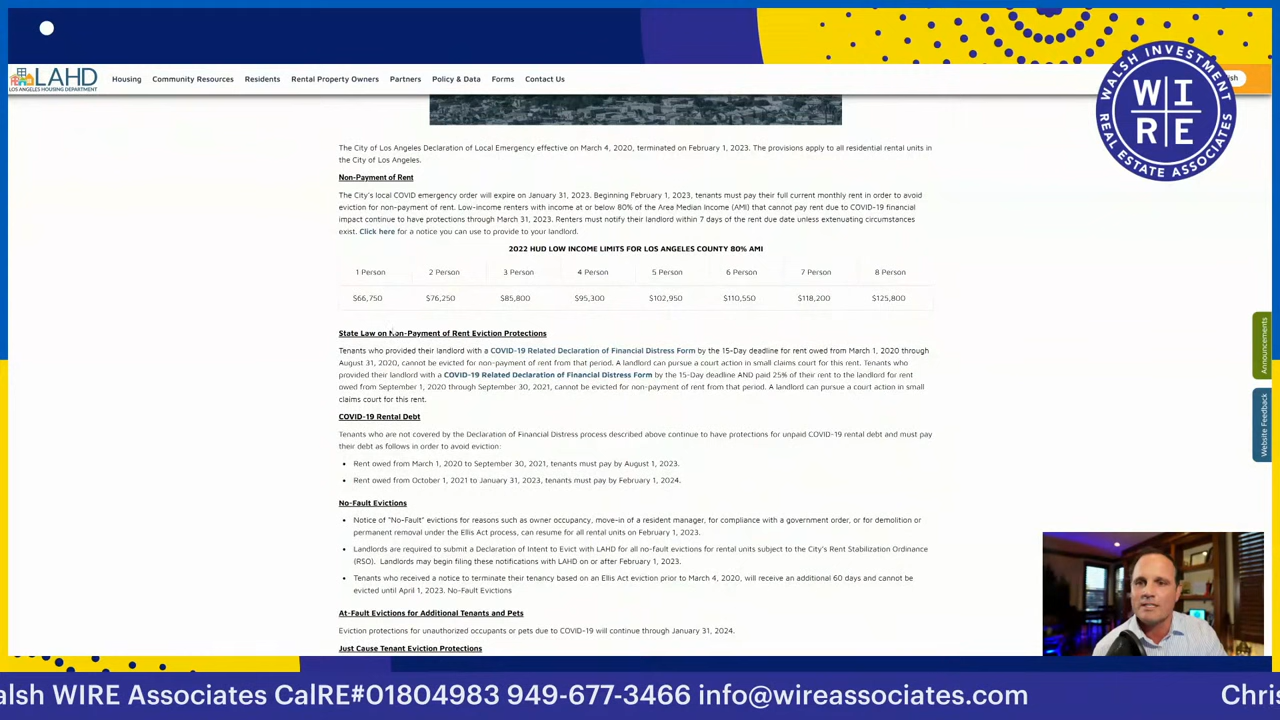 LAHD
LOS ANGELES HOUSING DEPARTMENT
Housing
Community Resources
Residents
Rental Property Owners
Partners
Policy & Data
Forms
Contact Us
WALSH INVESTMENT
WIRE
REAL ESTATE ASSOCIATES
The City of Los Angeles Declaration of Local Emergency effective on March 4, 2020, terminated on February 1, 2023. The provisions apply to all residential rental units in
the City of Los Angeles.
Non-Payment of Rent
The City's local COVID emergency order will expire on January 31, 2023. Beginning February 1, 2023, tenants must pay their full current monthly rent in order to avoid
eviction for non-payment of rent. Low-income renters with income at or below 80% of the Area Median Income (AMI) that cannot pay rent due to COVID-19 financial
impact continue to have protections through March 31, 2023. Renters must notify their landlord within 7 days of the rent due date unless extenuating circumstances
exist. Click here for a notice you can use to provide to your landlord.
2022 HUD LOW INCOME LIMITS FOR LOS ANGELES COUNTY 80% AMI
1 Person 2 Person 3 Person 4 Person 5 Person 6 Person 7 Person 8 Person
$66,750 $76,250 $85,800 $95,300 $102,950 $110,550 $118,200 $125,800
State Law on Non-Payment of Rent Eviction Protections
Tenants who provided their landlord with a COVID-19 Related Declaration of Financial Distress Form by the 15-Day deadline for rent owed from March 1, 2020 through
August 31, 2020, cannot be evicted for non-payment of rent from that period. A landlord can pursue a court action in small claims court for this rent. Tenants who
provided their landlord with a COVID-19 Related Declaration of Financial Distress Form by the 15-Day deadline AND paid 25% of their rent to the landlord for rent
owed from September 1, 2020 through September 30, 2021, cannot be evicted for non-payment of rent from that period. A landlord can pursue a court action in small
claims court for this rent.
COVID-19 Rental Debt
Tenants who are not covered by the Declaration of Financial Distress process described above continue to have protections for unpaid COVID-19 rental debt and must pay
their debt as follows in order to avoid eviction:
• Rent owed from March 1, 2020 to September 30, 2021, tenants must pay by August 1, 2023.
• Rent owed from October 1, 2021 to January 31, 2023, tenants must pay by February 1, 2024.
No-Fault Evictions
• Notice of "No-Fault" evictions for reasons such as owner occupancy, move-in of a resident manager, for compliance with a government order, or for demolition or
permanent removal under the Ellis Act process, can resume for all rental units on February 1, 2023.
• Landlords are required to submit a Declaration of Intent to Evict with LAHD for all no-fault evictions for rental units subject to the City's Rent Stabilization Ordinance
(RSO). Landlords may begin filing these notifications with LAHD on or after February 1, 2023.
• Tenants who received a notice to terminate their tenancy based on an Ellis Act eviction prior to March 4, 2020, will receive an additional 60 days and cannot be
evicted until April 1, 2023. No-Fault Evictions
At-Fault Evictions for Additional Tenants and Pets
Eviction protections for unauthorized occupants or pets due to COVID-19 will continue through January 31, 2024.
Just Cause Tenant Eviction Protections
Announcements
Website Feedback
alsh WIRE Associates CalRE#01804983 949-677-3466 info@wireassociates.com Chris